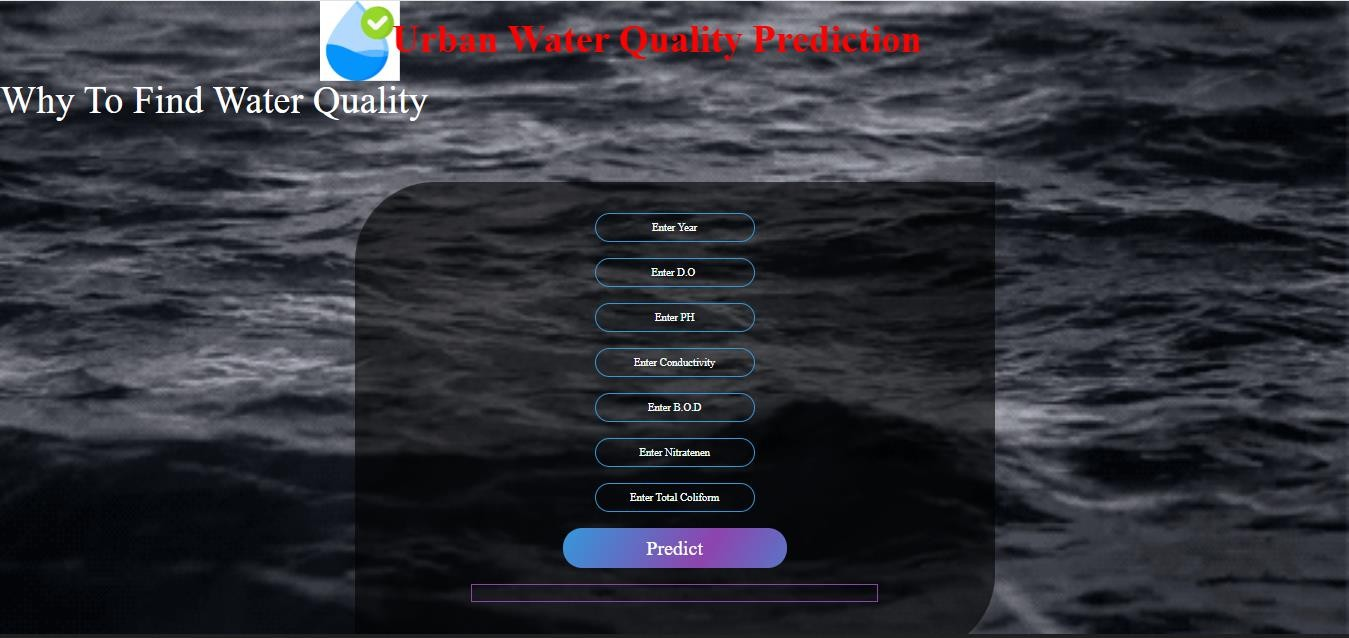 Urban Water Quality Prediction
Why To Find Water Quality
Enter Year
Enter D.O
Enter PH
Enter Conductivity
Enter B.O.D
Enter Nitratenen
Enter Total Coliform
Predict